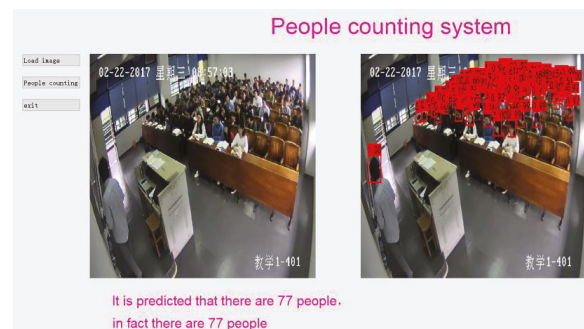 People counting system
Load image
People counting
exit
02-22-2017 星期三 08:57:03
教学1-401
02-22-2017 星
教学1-401
It is predicted that there are 77 people,
in fact there are 77 people